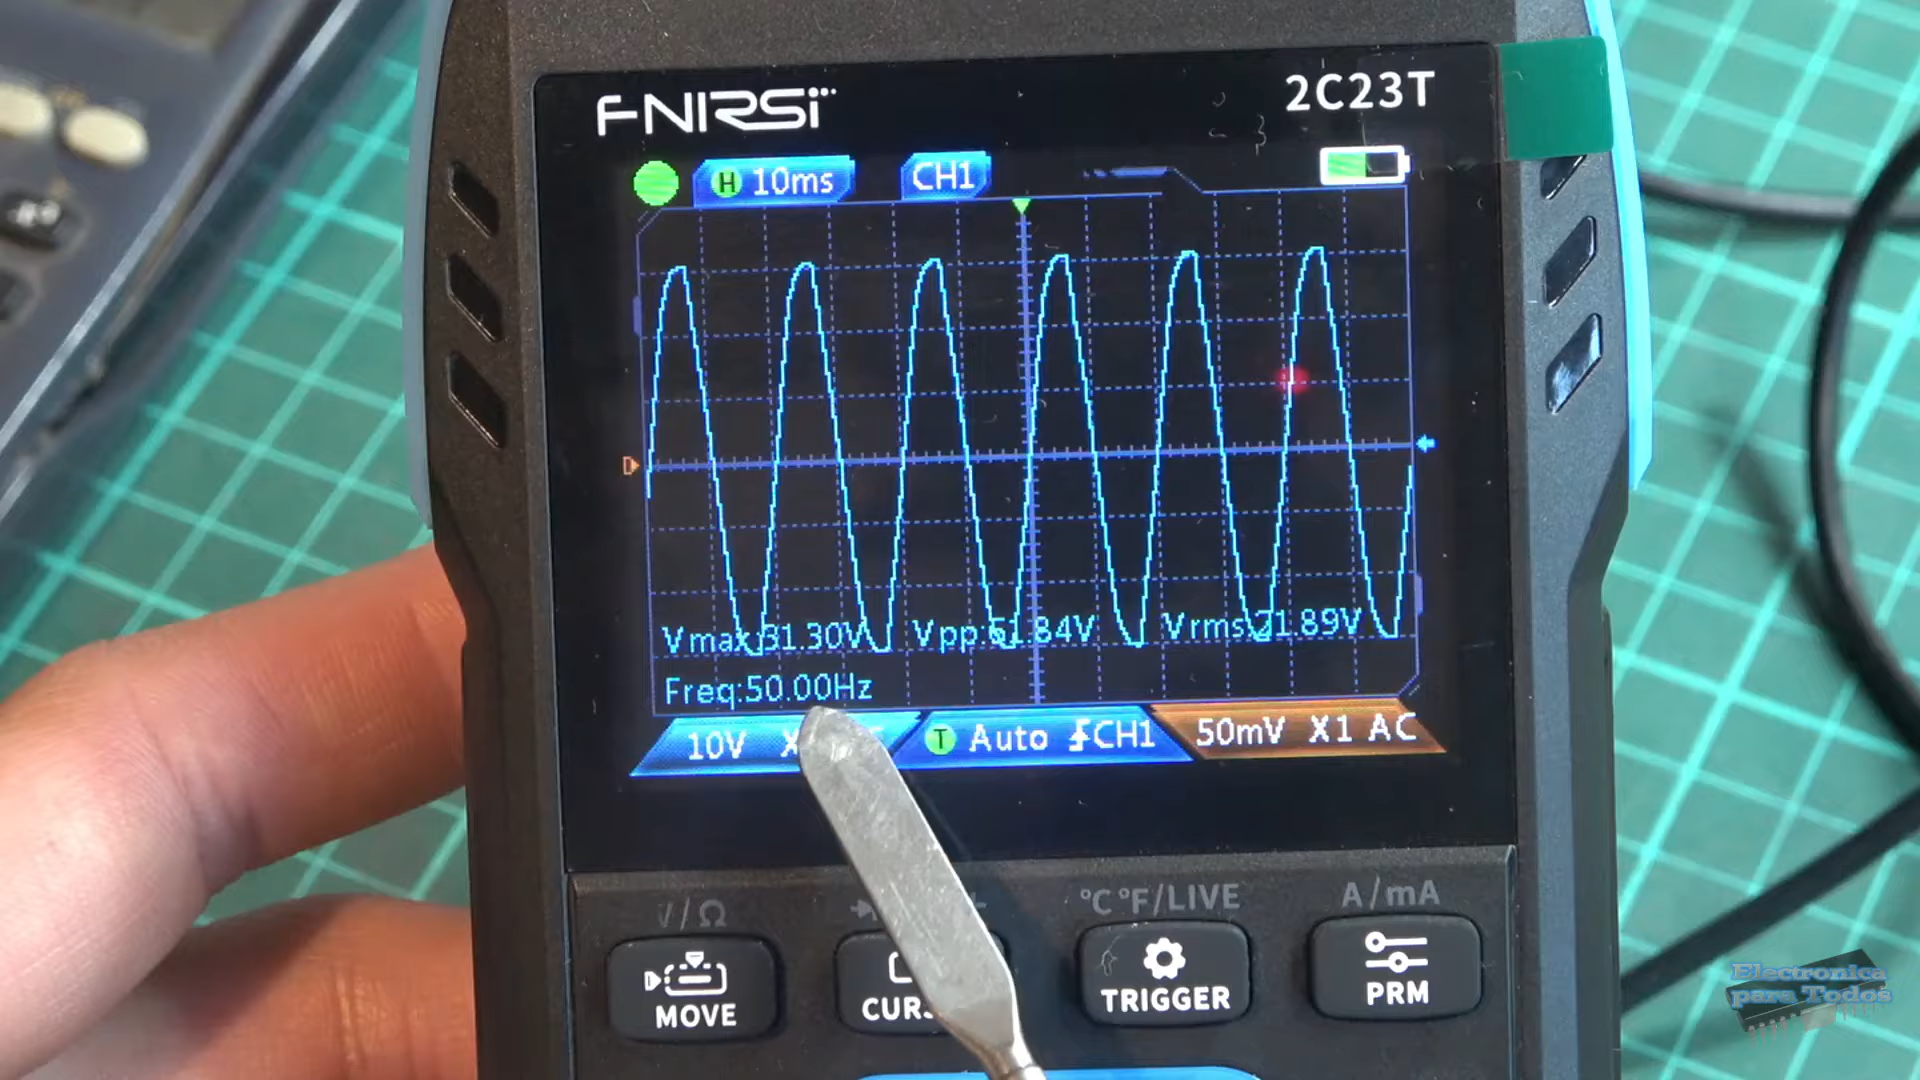 FNIRSI 2C23T
H 10ms CH1
Vmax:31.30V Vpp:61.84V Vrms:21.89V
Freq:50.00Hz
10V T Auto CH1 50mV X1 AC
V/Ω °C°F/LIVE A/mA
MOVE TRIGGER PRM
Electronica
para Todos